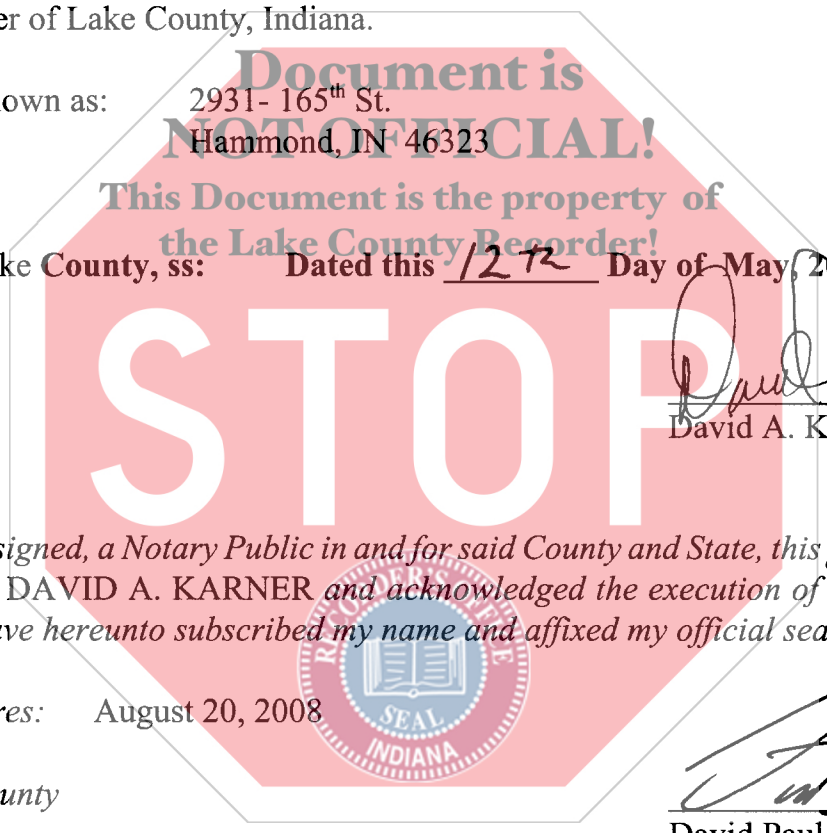 er of Lake County, Indiana.
Document is
own as: 2931- 165th St.
NOT OFFICIAL!
Hammond, IN 46323
This Document is the property of
the Lake County Recorder!
ke County, ss: Dated this 12th Day of May, 2
STOP
David A. K
signed, a Notary Public in and for said County and State, this
DAVID A. KARNER and acknowledged the execution of
ave hereunto subscribed my name and affixed my official sea
RECORDER'S OFFICE
SEAL
INDIANA
res: August 20, 2008
unty
David Paul